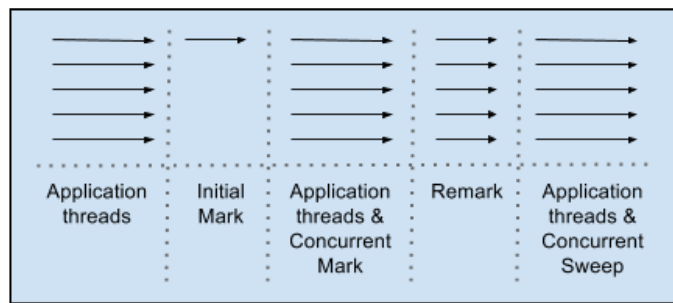 Application
threads
Initial
Mark
Application
threads &
Concurrent
Mark
Remark
Application
threads &
Concurrent
Sweep